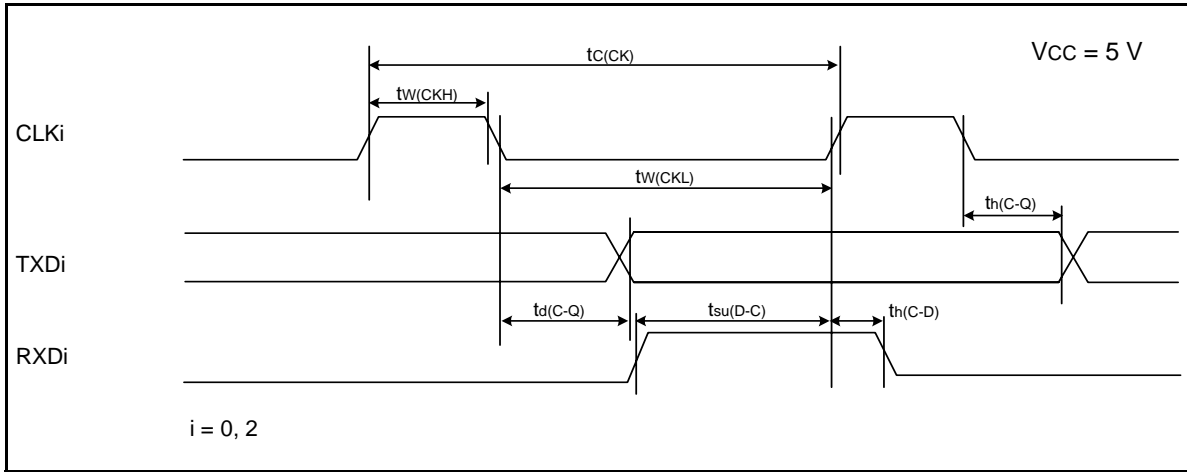 tC(CK)
VCC = 5 V
tW(CKH)
CLKi
tW(CKL)
th(C-Q)
TXDi
td(C-Q)
tsu(D-C)
th(C-D)
RXDi
i = 0, 2